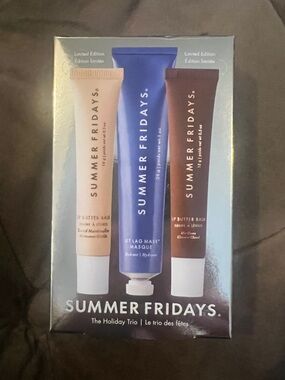 Limited Edition
Édition limitée
Limited Edition
Édition limitée
SUMMER FRIDAYS.
SUMMER FRIDAYS.
SUMMER FRIDAYS.
LIP BUTTER BALM
JET LAG MASK
MASQUE
LIP BUTTER BALM
SUMMER FRIDAYS.
The Holiday Trio | Le trio des fêtes